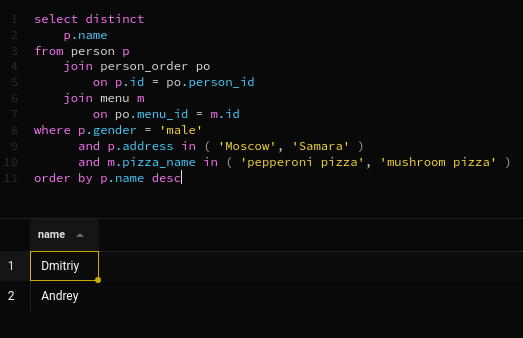 1 select distinct
2     p.name
3 from person p
4     join person_order po
5         on p.id = po.person_id
6     join menu m
7         on po.menu_id = m.id
8 where p.gender = 'male'
9       and p.address in ( 'Moscow', 'Samara' )
10       and m.pizza_name in ( 'pepperoni pizza', 'mushroom pizza' )
11 order by p.name desc
name
1 Dmitriy
2 Andrey